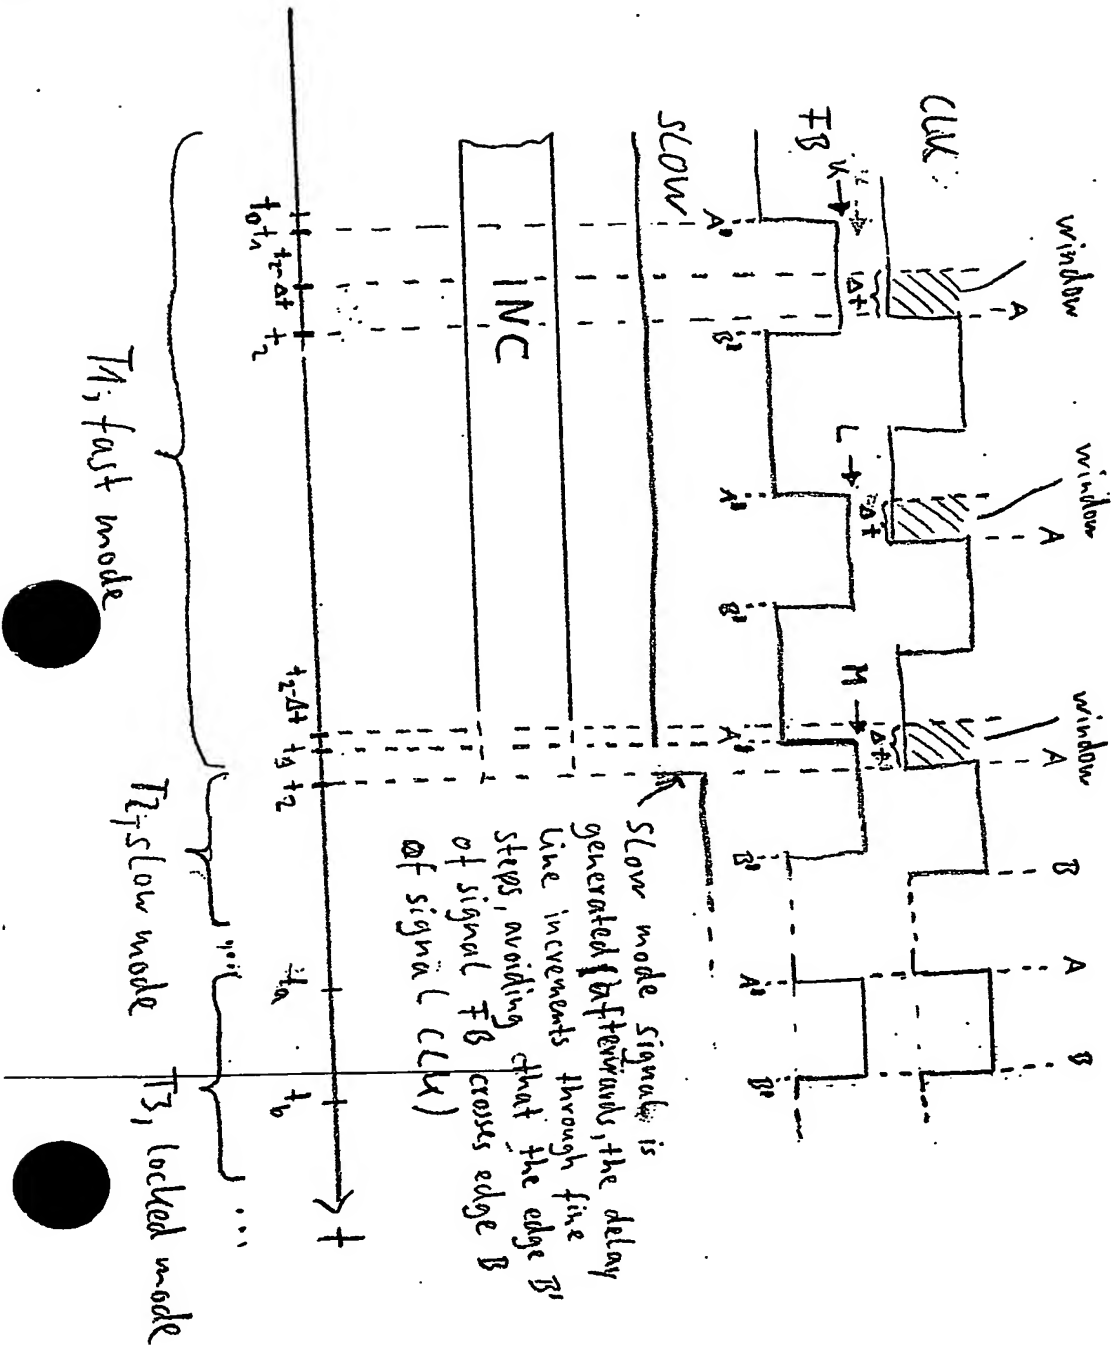 window
window
window
A
A
A
B
A
B
CLK
Δt
Δt
Δt
K
L
M
FB
A'
B'
A'
B'
A'
B'
A'
B'
SLOW
Slow mode signal is
generated (afterwards, the delay
line increments through fine
steps, avoiding that the edge B'
of signal FB crosses edge B
of signal CLK)
INC
t0
t1
t2-Δt
t2
t2-Δt
t2
ta
tb
t
T1, fast mode
T2, slow mode
T3, locked mode
...